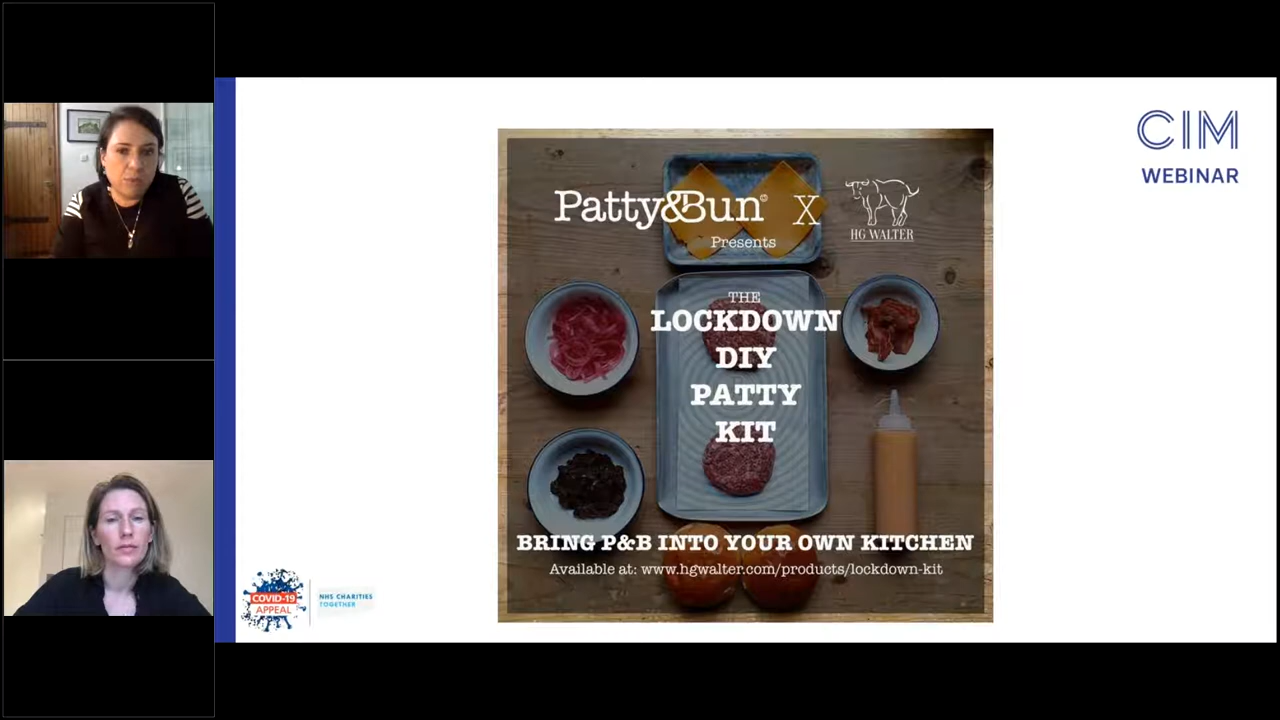 CIM
WEBINAR
Patty&Bun® X
HG WALTER
Presents
THE
LOCKDOWN
DIY
PATTY
KIT
BRING P&B INTO YOUR OWN KITCHEN
Available at: www.hgwalter.com/products/lockdown-kit
COVID-19
APPEAL
NHS CHARITIES
TOGETHER